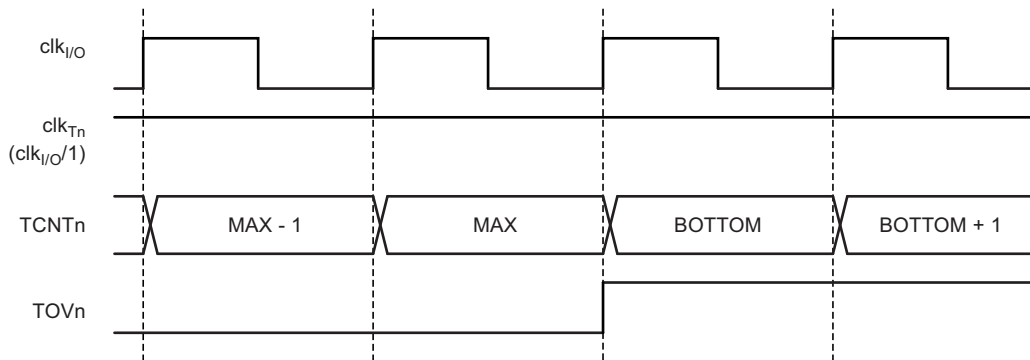 clkI/O
clkTn
(clkI/O/1)
TCNTn MAX - 1 MAX BOTTOM BOTTOM + 1
TOVn